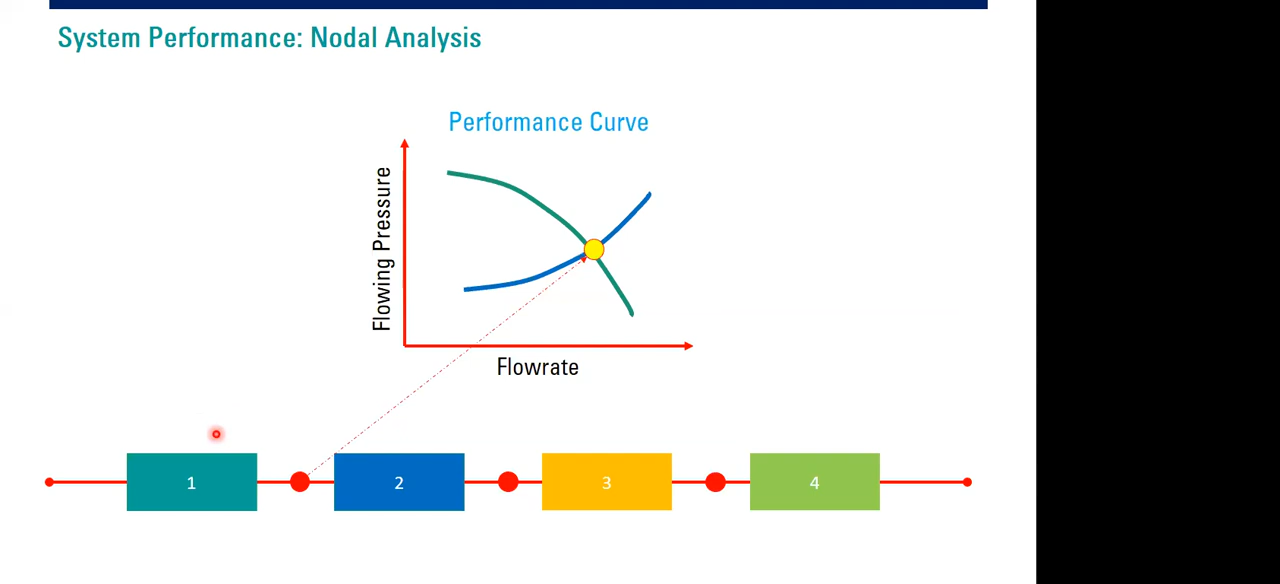 System Performance: Nodal Analysis
Performance Curve
Flowing Pressure
Flowrate
1
2
3
4